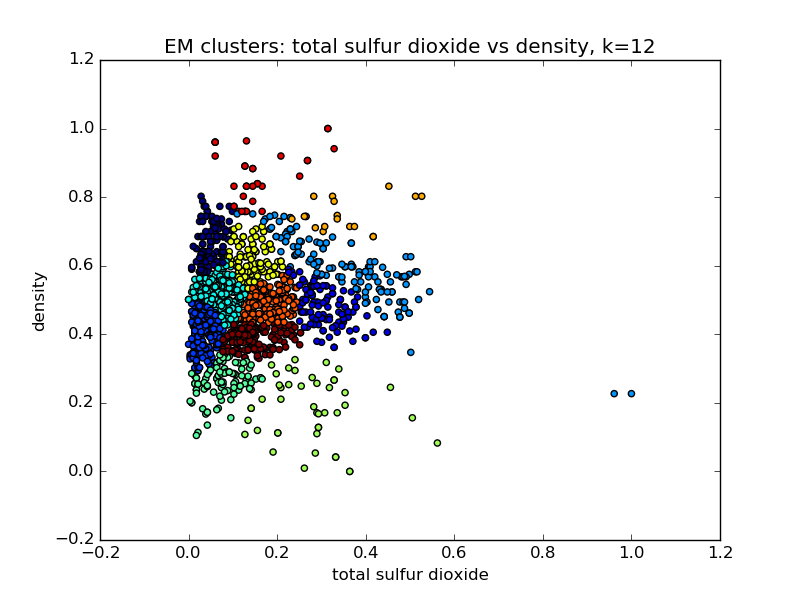 EM clusters: total sulfur dioxide vs density, k=12
1.2
1.0
0.8
0.6
0.4
0.2
0.0
−0.2
density
−0.2 0.0 0.2 0.4 0.6 0.8 1.0 1.2
total sulfur dioxide